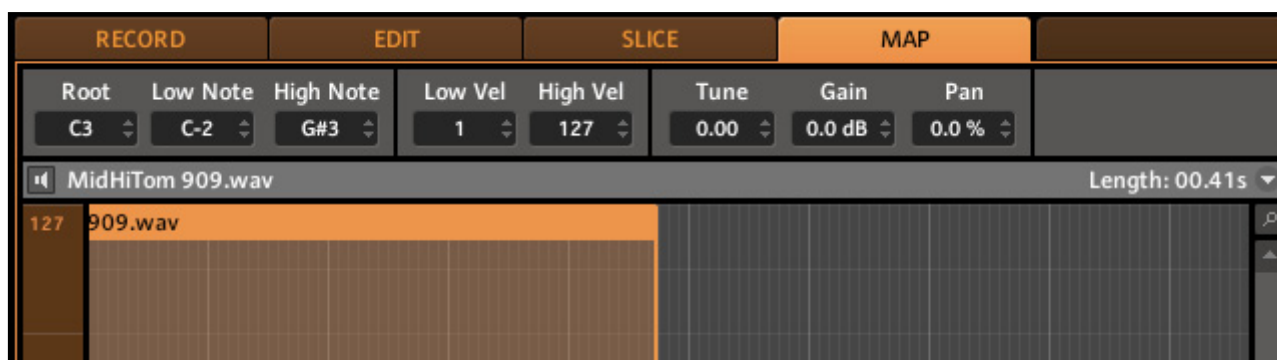 RECORD EDIT SLICE MAP
Root Low Note High Note Low Vel High Vel Tune Gain Pan
C3 C-2 G#3 1 127 0.00 0.0 dB 0.0 %
MidHiTom 909.wav Length: 00.41s
127 909.wav